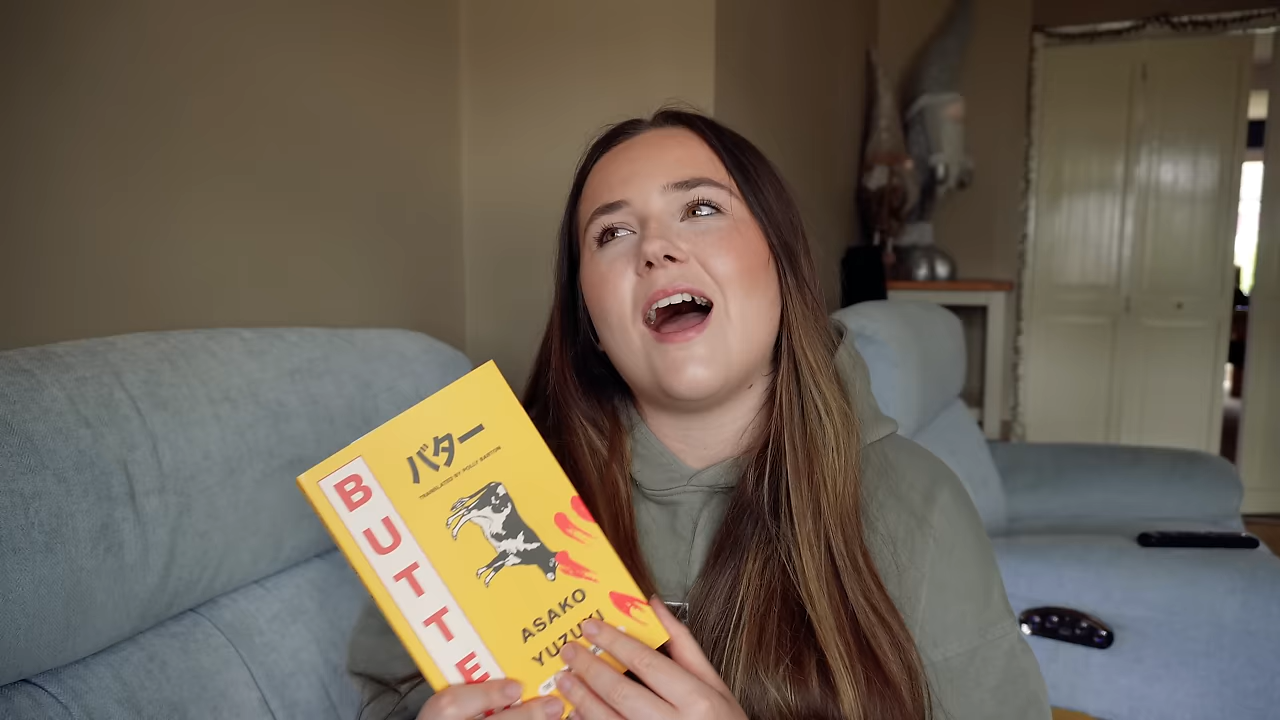 バター
TRANSLATED BY POLLY BARTON
BUTTE
ASAKO
YUZUKI